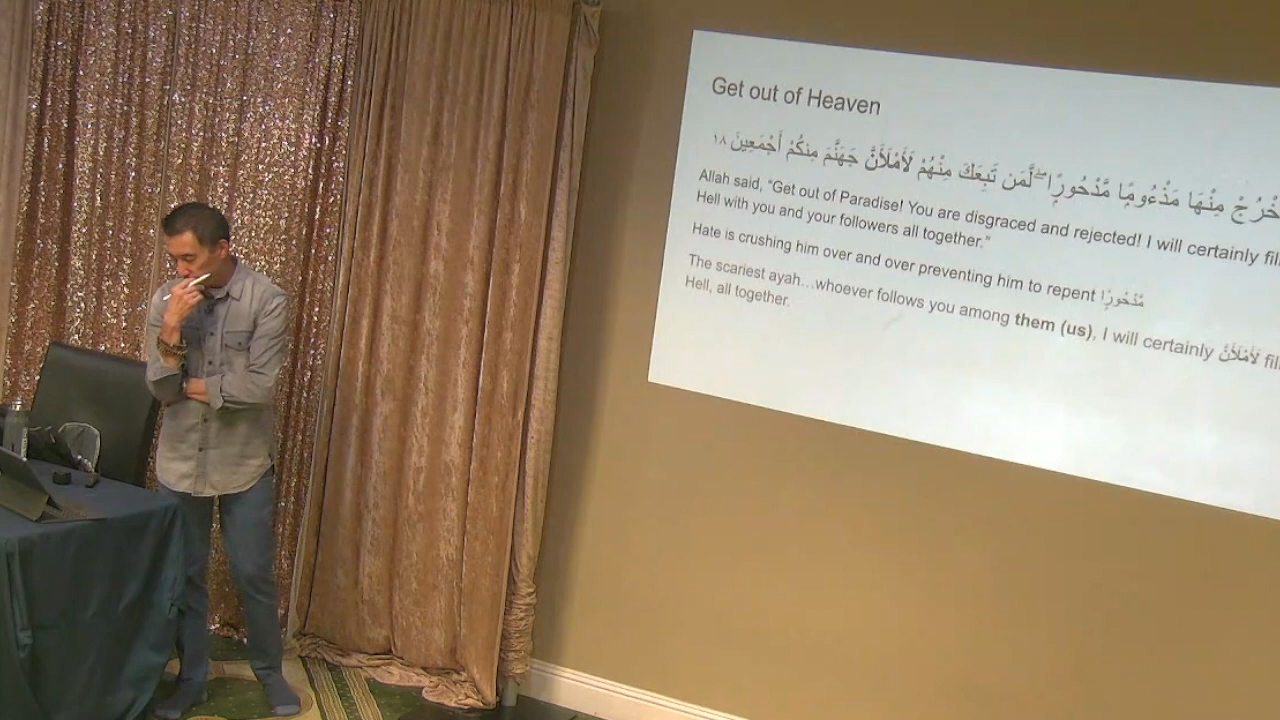 Get out of Heaven
خْرُجْ مِنْهَا مَذْءُومًا مَّدْحُورًا ۖ لَّمَن تَبِعَكَ مِنْهُمْ لَأَمْلَأَنَّ جَهَنَّمَ مِنكُمْ أَجْمَعِينَ ١٨
Allah said, “Get out of Paradise! You are disgraced and rejected! I will certainly fil
Hell with you and your followers all together.”
Hate is crushing him over and over preventing him to repent مَّدْحُورًا
The scariest ayah…whoever follows you among them (us), I will certainly لَأَمْلَأَنَّ fil
Hell, all together.